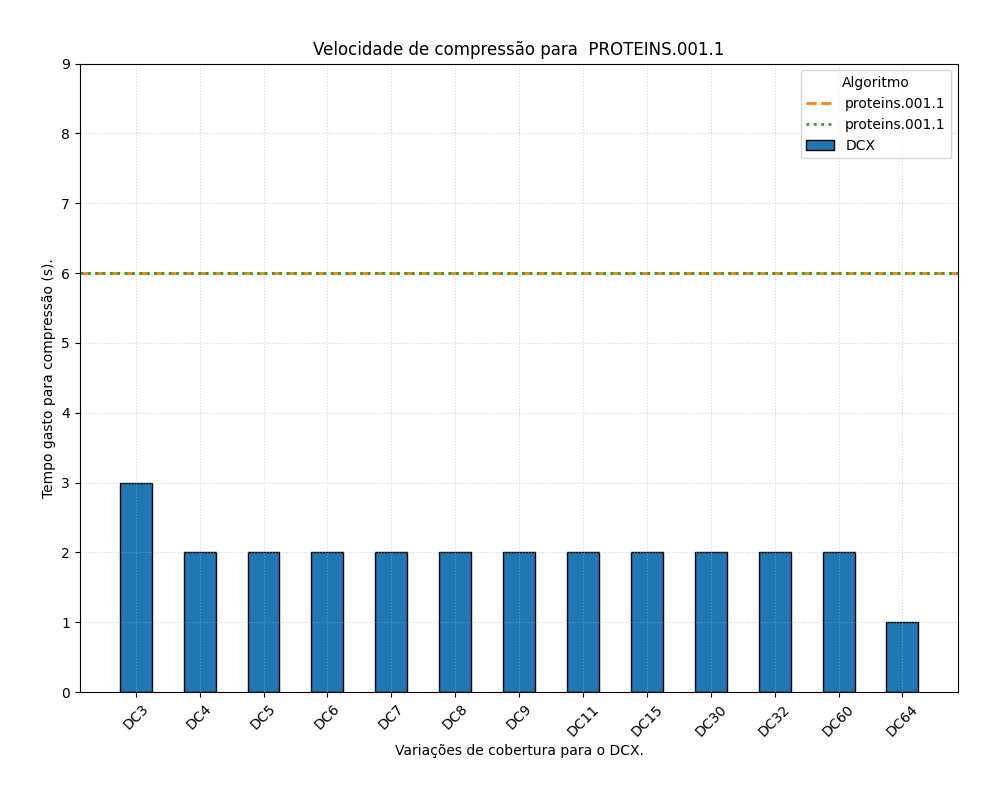 Velocidade de compressão para  PROTEINS.001.1
Algoritmo
proteins.001.1
proteins.001.1
DCX
Tempo gasto para compressão (s).
9
8
7
6
5
4
3
2
1
0
DC3 DC4 DC5 DC6 DC7 DC8 DC9 DC11 DC15 DC30 DC32 DC60 DC64
Variações de cobertura para o DCX.